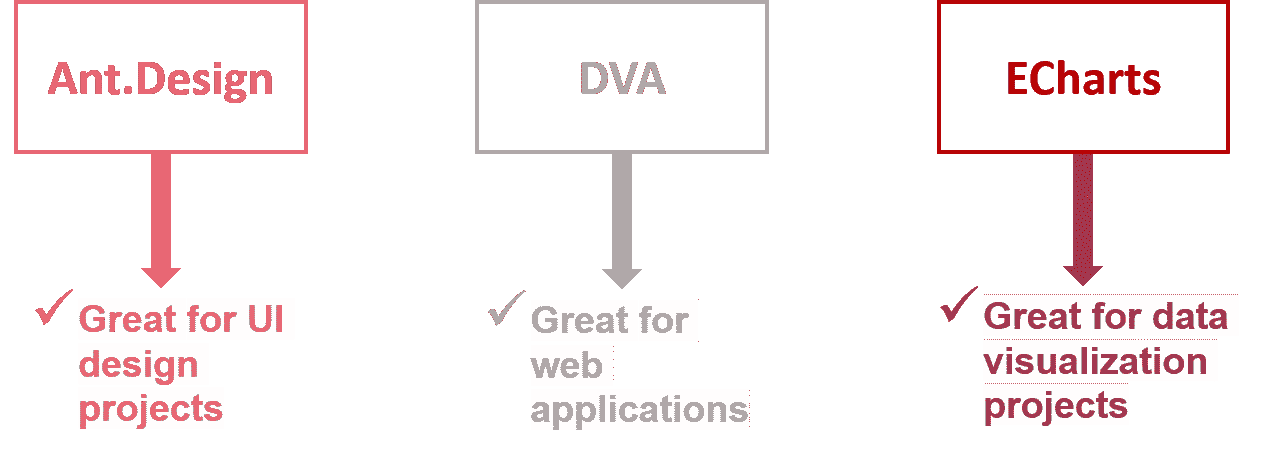 Ant.Design
DVA
ECharts
✓ Great for UI
design
projects
✓ Great for
web
applications
✓ Great for data
visualization
projects